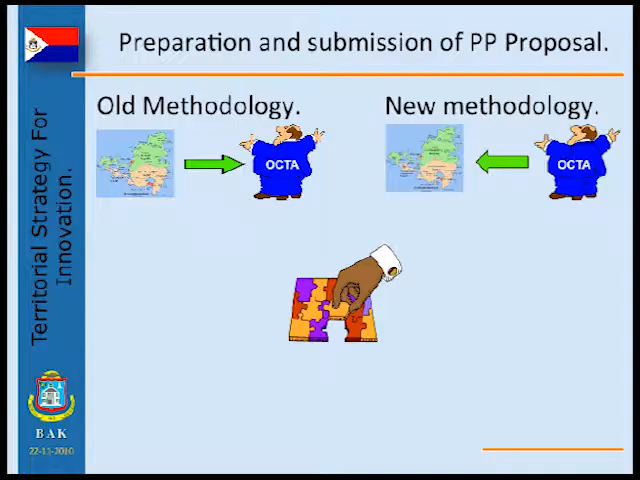 Preparation and submission of PP Proposal.
Old Methodology.
New methodology.
OCTA
OCTA
Territorial Strategy For
Innovation.
BAK
22-11-2010